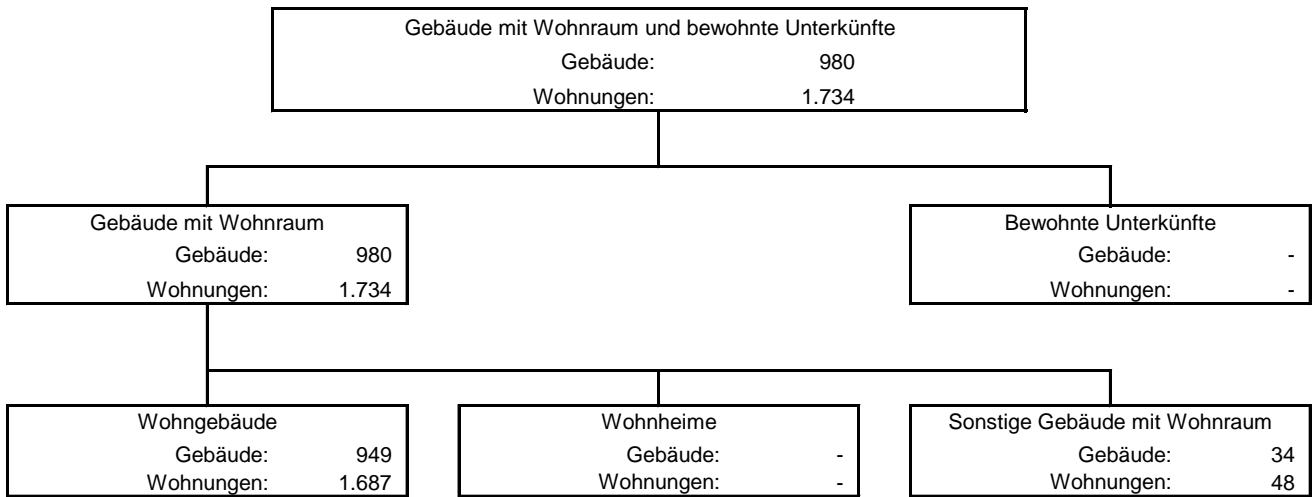 Gebäude mit Wohnraum und bewohnte Unterkünfte
Gebäude: 980
Wohnungen: 1.734
Gebäude mit Wohnraum
Gebäude: 980
Wohnungen: 1.734
Bewohnte Unterkünfte
Gebäude: -
Wohnungen: -
Wohngebäude
Gebäude: 949
Wohnungen: 1.687
Wohnheime
Gebäude: -
Wohnungen: -
Sonstige Gebäude mit Wohnraum
Gebäude: 34
Wohnungen: 48